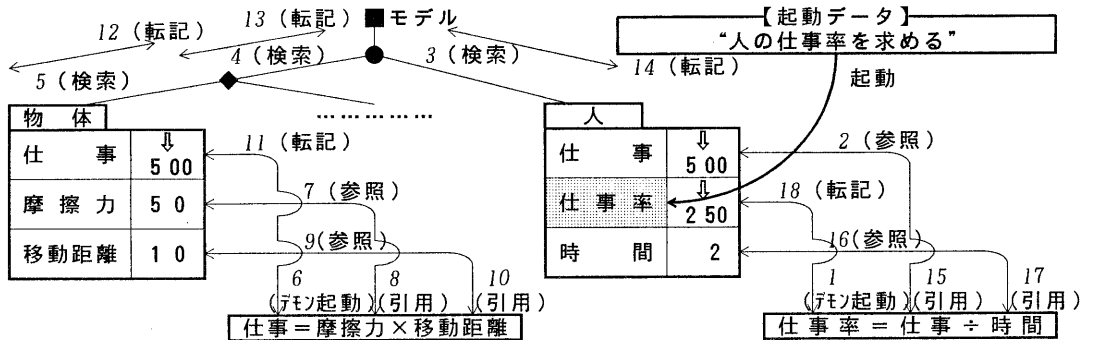 【起動データ】
“人の仕事率を求める”
起動
■モデル
13（転記）
12（転記）
4（検索）
3（検索）
14（転記）
5（検索）
物体
仕事
⇩
500
摩擦力
50
移動距離
10
11（転記）
7（参照）
9(参照）
6
8
10
(ﾃﾞﾓﾝ起動)(引用)
(引用)
仕事＝摩擦力×移動距離
………………
人
仕事
⇩
500
仕事率
⇩
250
時間
2
2（参照）
18（転記）
16(参照）
1
15
17
(ﾃﾞﾓﾝ起動)(引用)
(引用)
仕事率＝仕事÷時間